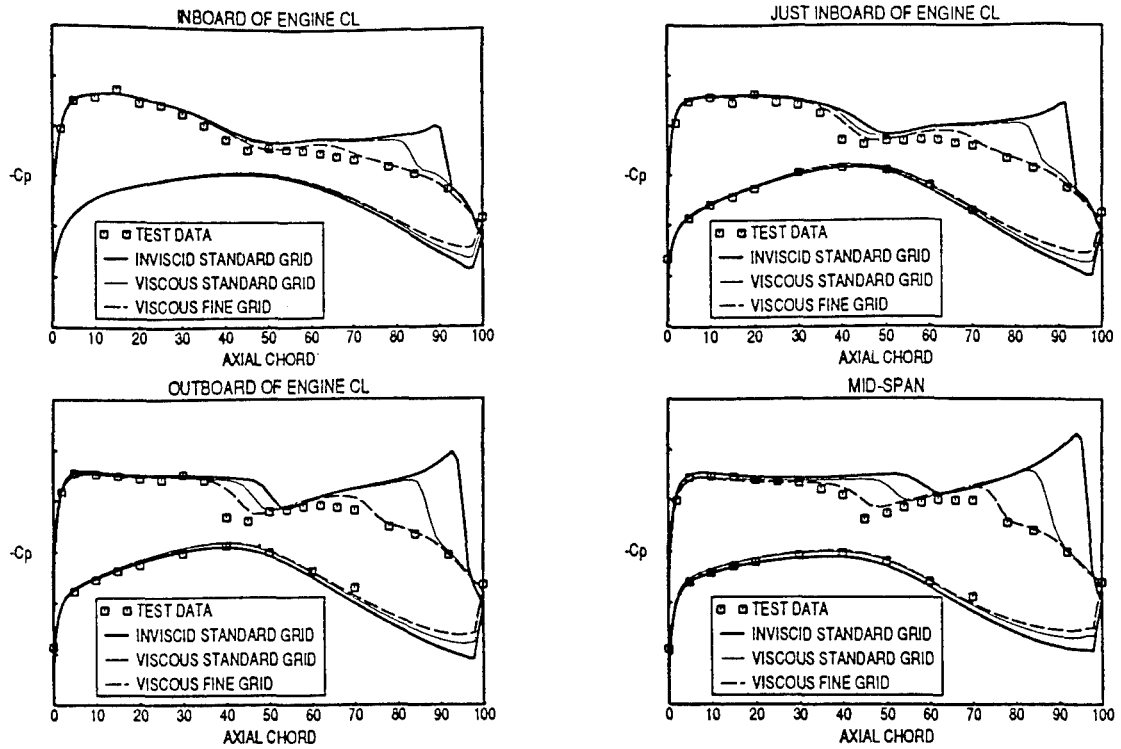 INBOARD OF ENGINE CL
-Cp
TEST DATA
INVISCID STANDARD GRID
VISCOUS STANDARD GRID
VISCOUS FINE GRID
0 10 20 30 40 50 60 70 80 90 100
AXIAL CHORD
JUST INBOARD OF ENGINE CL
-Cp
TEST DATA
INVISCID STANDARD GRID
VISCOUS STANDARD GRID
VISCOUS FINE GRID
0 10 20 30 40 50 60 70 80 90 100
AXIAL CHORD
OUTBOARD OF ENGINE CL
-Cp
TEST DATA
INVISCID STANDARD GRID
VISCOUS STANDARD GRID
VISCOUS FINE GRID
0 10 20 30 40 50 60 70 80 90 100
AXIAL CHORD
MID-SPAN
-Cp
TEST DATA
INVISCID STANDARD GRID
VISCOUS STANDARD GRID
VISCOUS FINE GRID
0 10 20 30 40 50 60 70 80 90 100
AXIAL CHORD